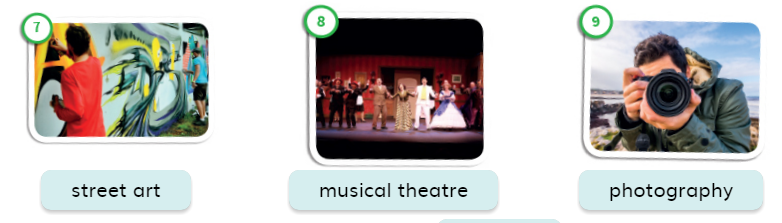 7
8
9
street art
musical theatre
photography